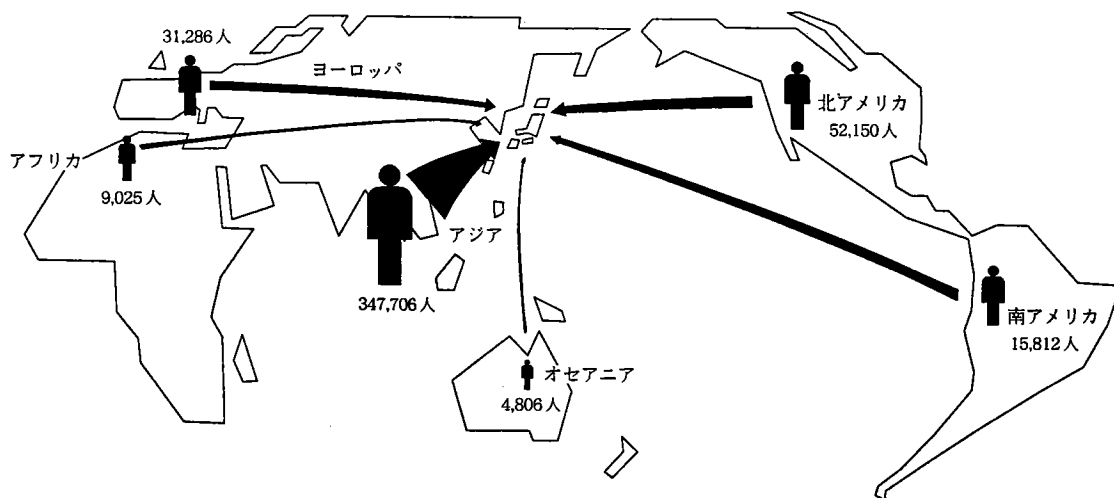 31,286人
ヨーロッパ
北アメリカ
52,150人
アフリカ
9,025人
アジア
347,706人
南アメリカ
15,812人
オセアニア
4,806人